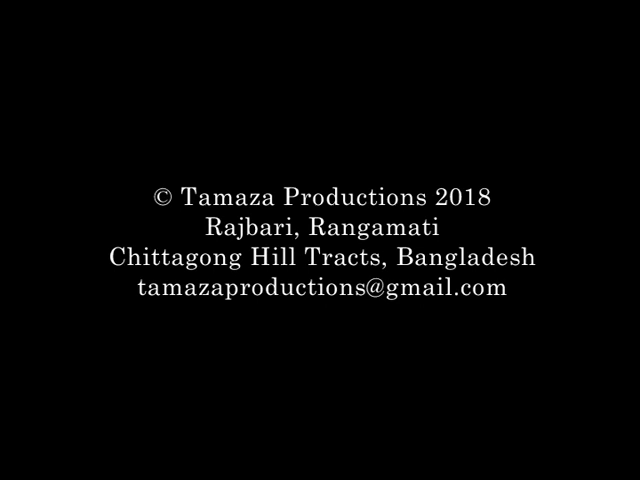 © Tamaza Productions 2018
Rajbari, Rangamati
Chittagong Hill Tracts, Bangladesh
tamazaproductions@gmail.com